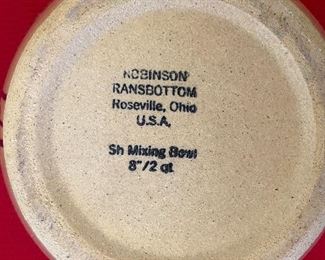 ROBINSON
RANSBOTTOM
Roseville, Ohio
U.S.A.
Sh Mixing Bowl
8"/2 qt